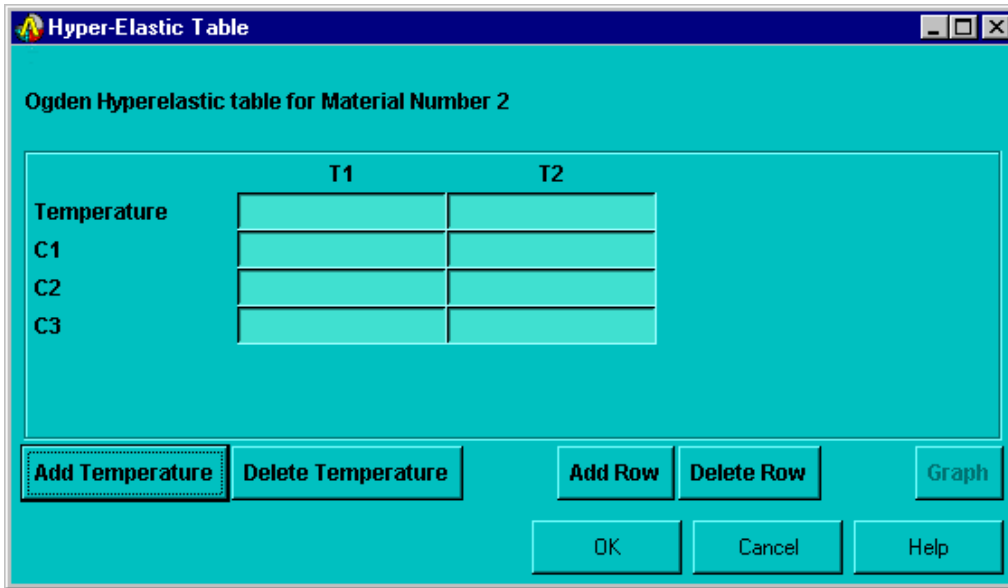 Hyper-Elastic Table
Ogden Hyperelastic table for Material Number 2
T1 T2
Temperature
C1
C2
C3
Add Temperature Delete Temperature Add Row Delete Row Graph
OK Cancel Help